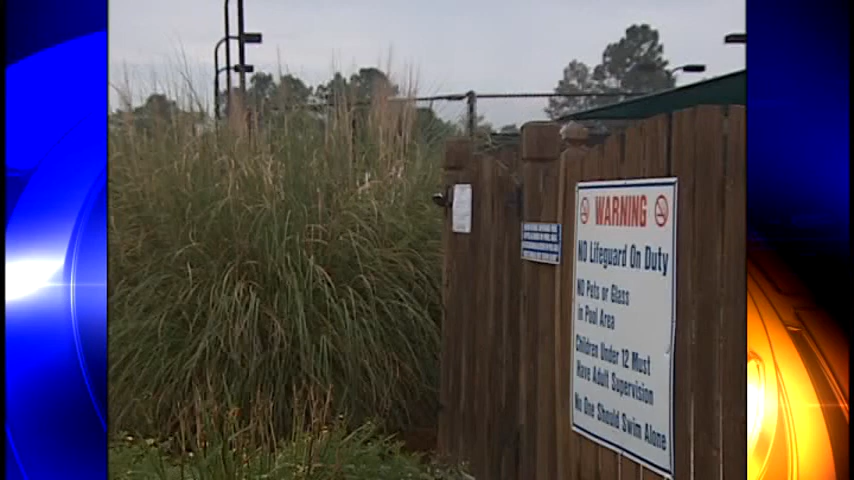 WARNING
NO Lifeguard On Duty
NO Pets or Glass
in Pool Area
Children Under 12 Must
Have Adult Supervision
No One Should Swim Alone